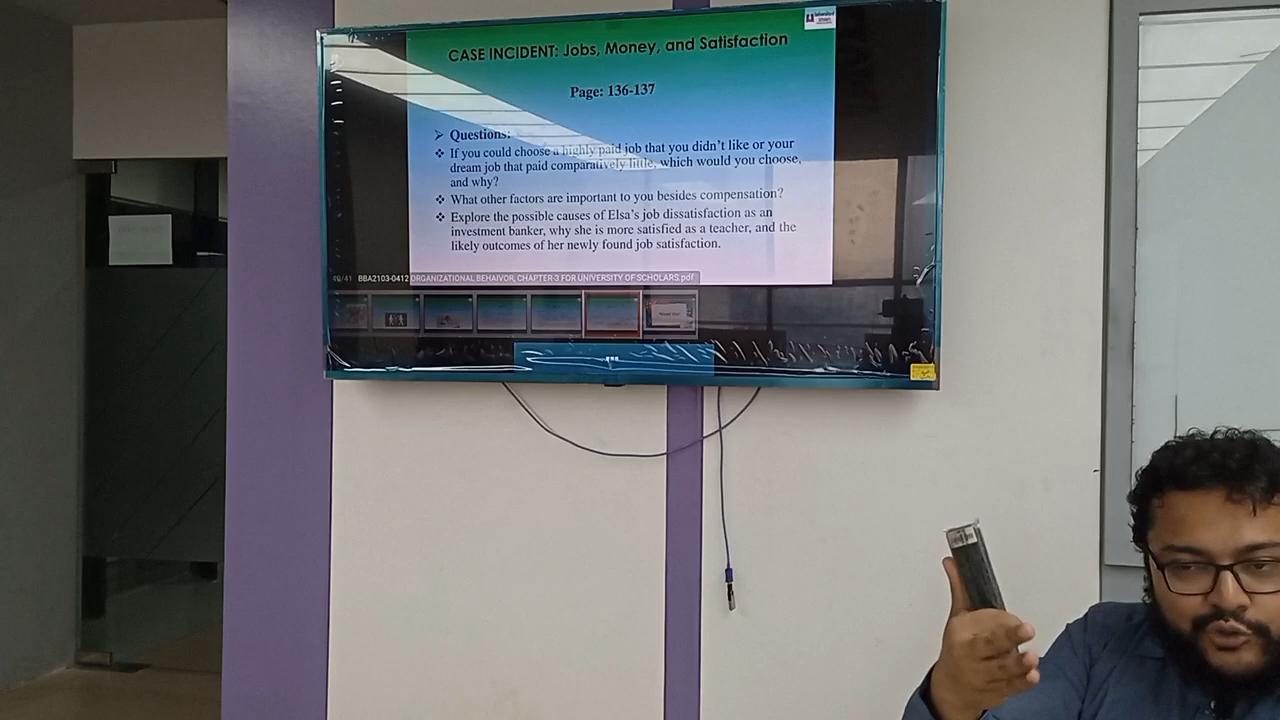 CASE INCIDENT: Jobs, Money, and Satisfaction
Page: 136-137
➢ Questions:
❖ If you could choose a highly paid job that you didn't like or your
dream job that paid comparatively little, which would you choose,
and why?
❖ What other factors are important to you besides compensation?
❖ Explore the possible causes of Elsa's job dissatisfaction as an
investment banker, why she is more satisfied as a teacher, and the
likely outcomes of her newly found job satisfaction.
40/41 BBA2103-0412 ORGANIZATIONAL BEHAIVOR, CHAPTER-3 FOR UNIVERSITY OF SCHOLARS.pdf